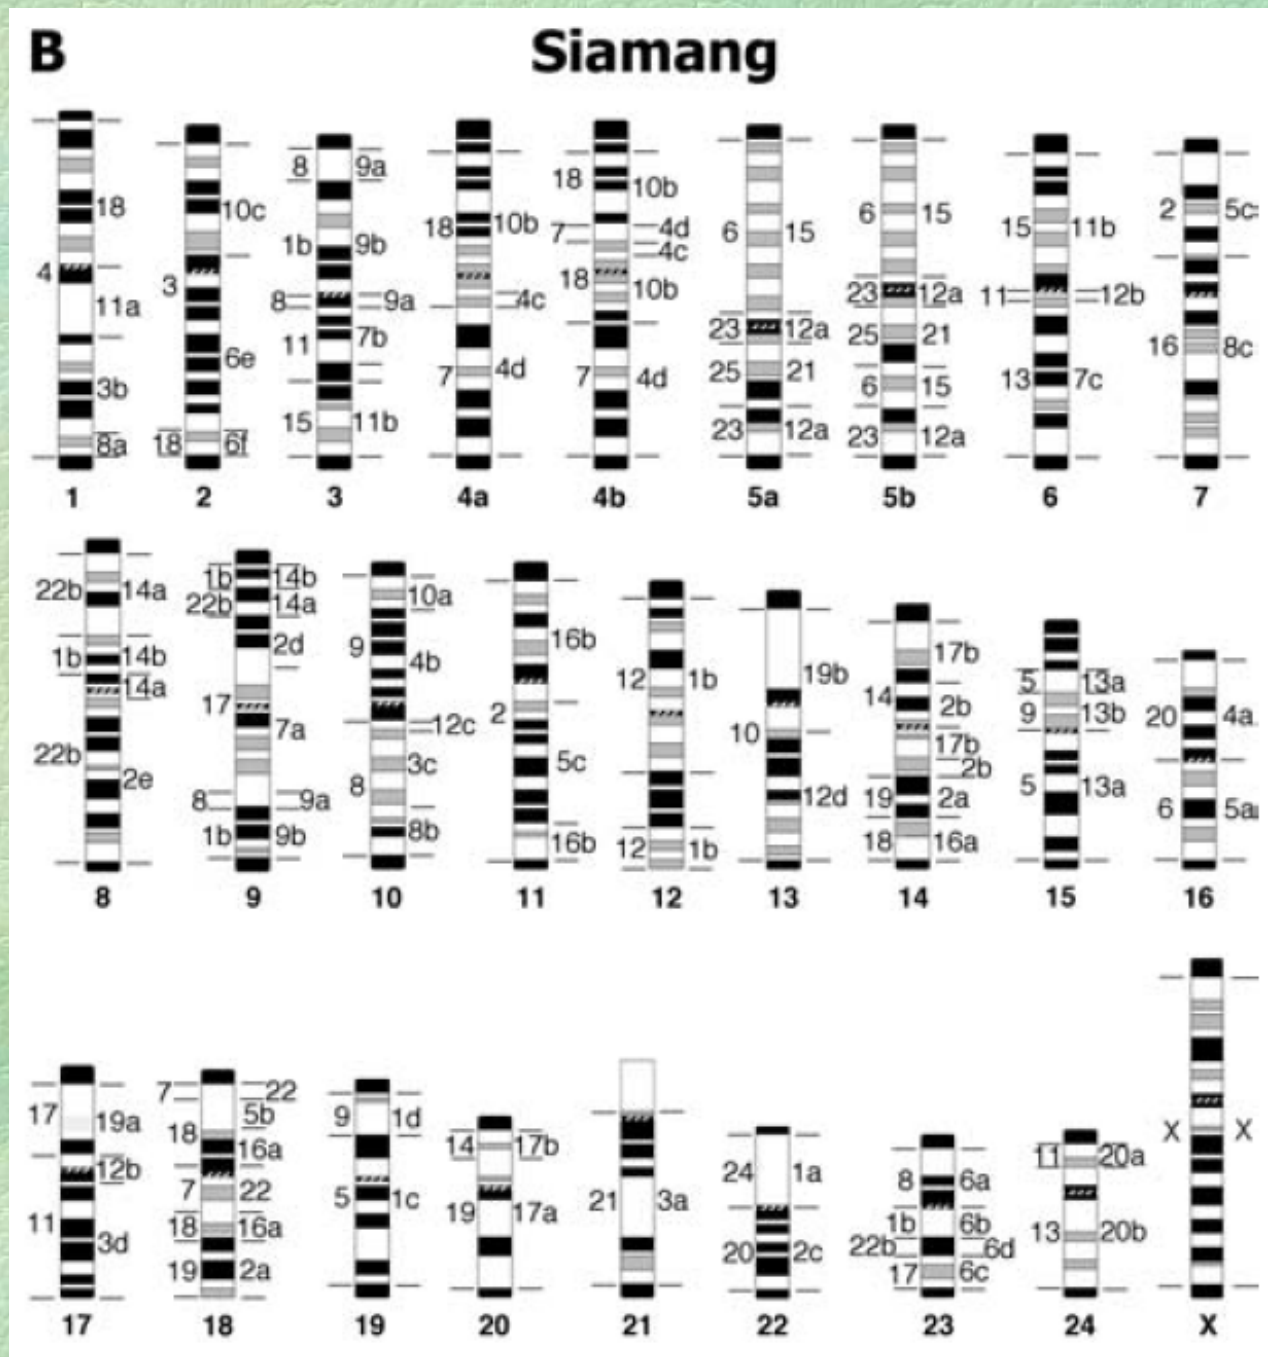 B Siamang
4 18 11a 3b 8a
3 18 10c 6e 6f
8 1b 8 11 15 9a 9b 9a 7b 11b
18 7 10b 4c 4d
18 7 18 7 10b 4d 4c 10b 4d
6 23 25 23 15 12a 21 12a
6 23 25 6 23 15 12a 21 15 12a
15 11 13 11b 12b 7c
2 16 5c 8c
1 2 3 4a 4b 5a 5b 6 7
22b 1b 22b 14a 14b 14a 2e
1b 22b 17 8 1b 14b 14a 2d 7a 9a 9b
9 8 10a 4b 12c 3c 8b
2 16b 5c 16b
12 12 1b 1b
10 19b 12d
14 19 18 17b 2b 17b 2b 2a 16a
5 9 5 13a 13b 13a
20 6 4a 5a
8 9 10 11 12 13 14 15 16
17 11 19a 12b 3d
7 18 7 18 19 22 5b 16a 22 16a 2a
9 5 1d 1c
14 19 17b 17a
21 3a
24 20 1a 2c
8 1b 22b 17 6a 6b 6d 6c
11 13 20a 20b
X X
17 18 19 20 21 22 23 24 X